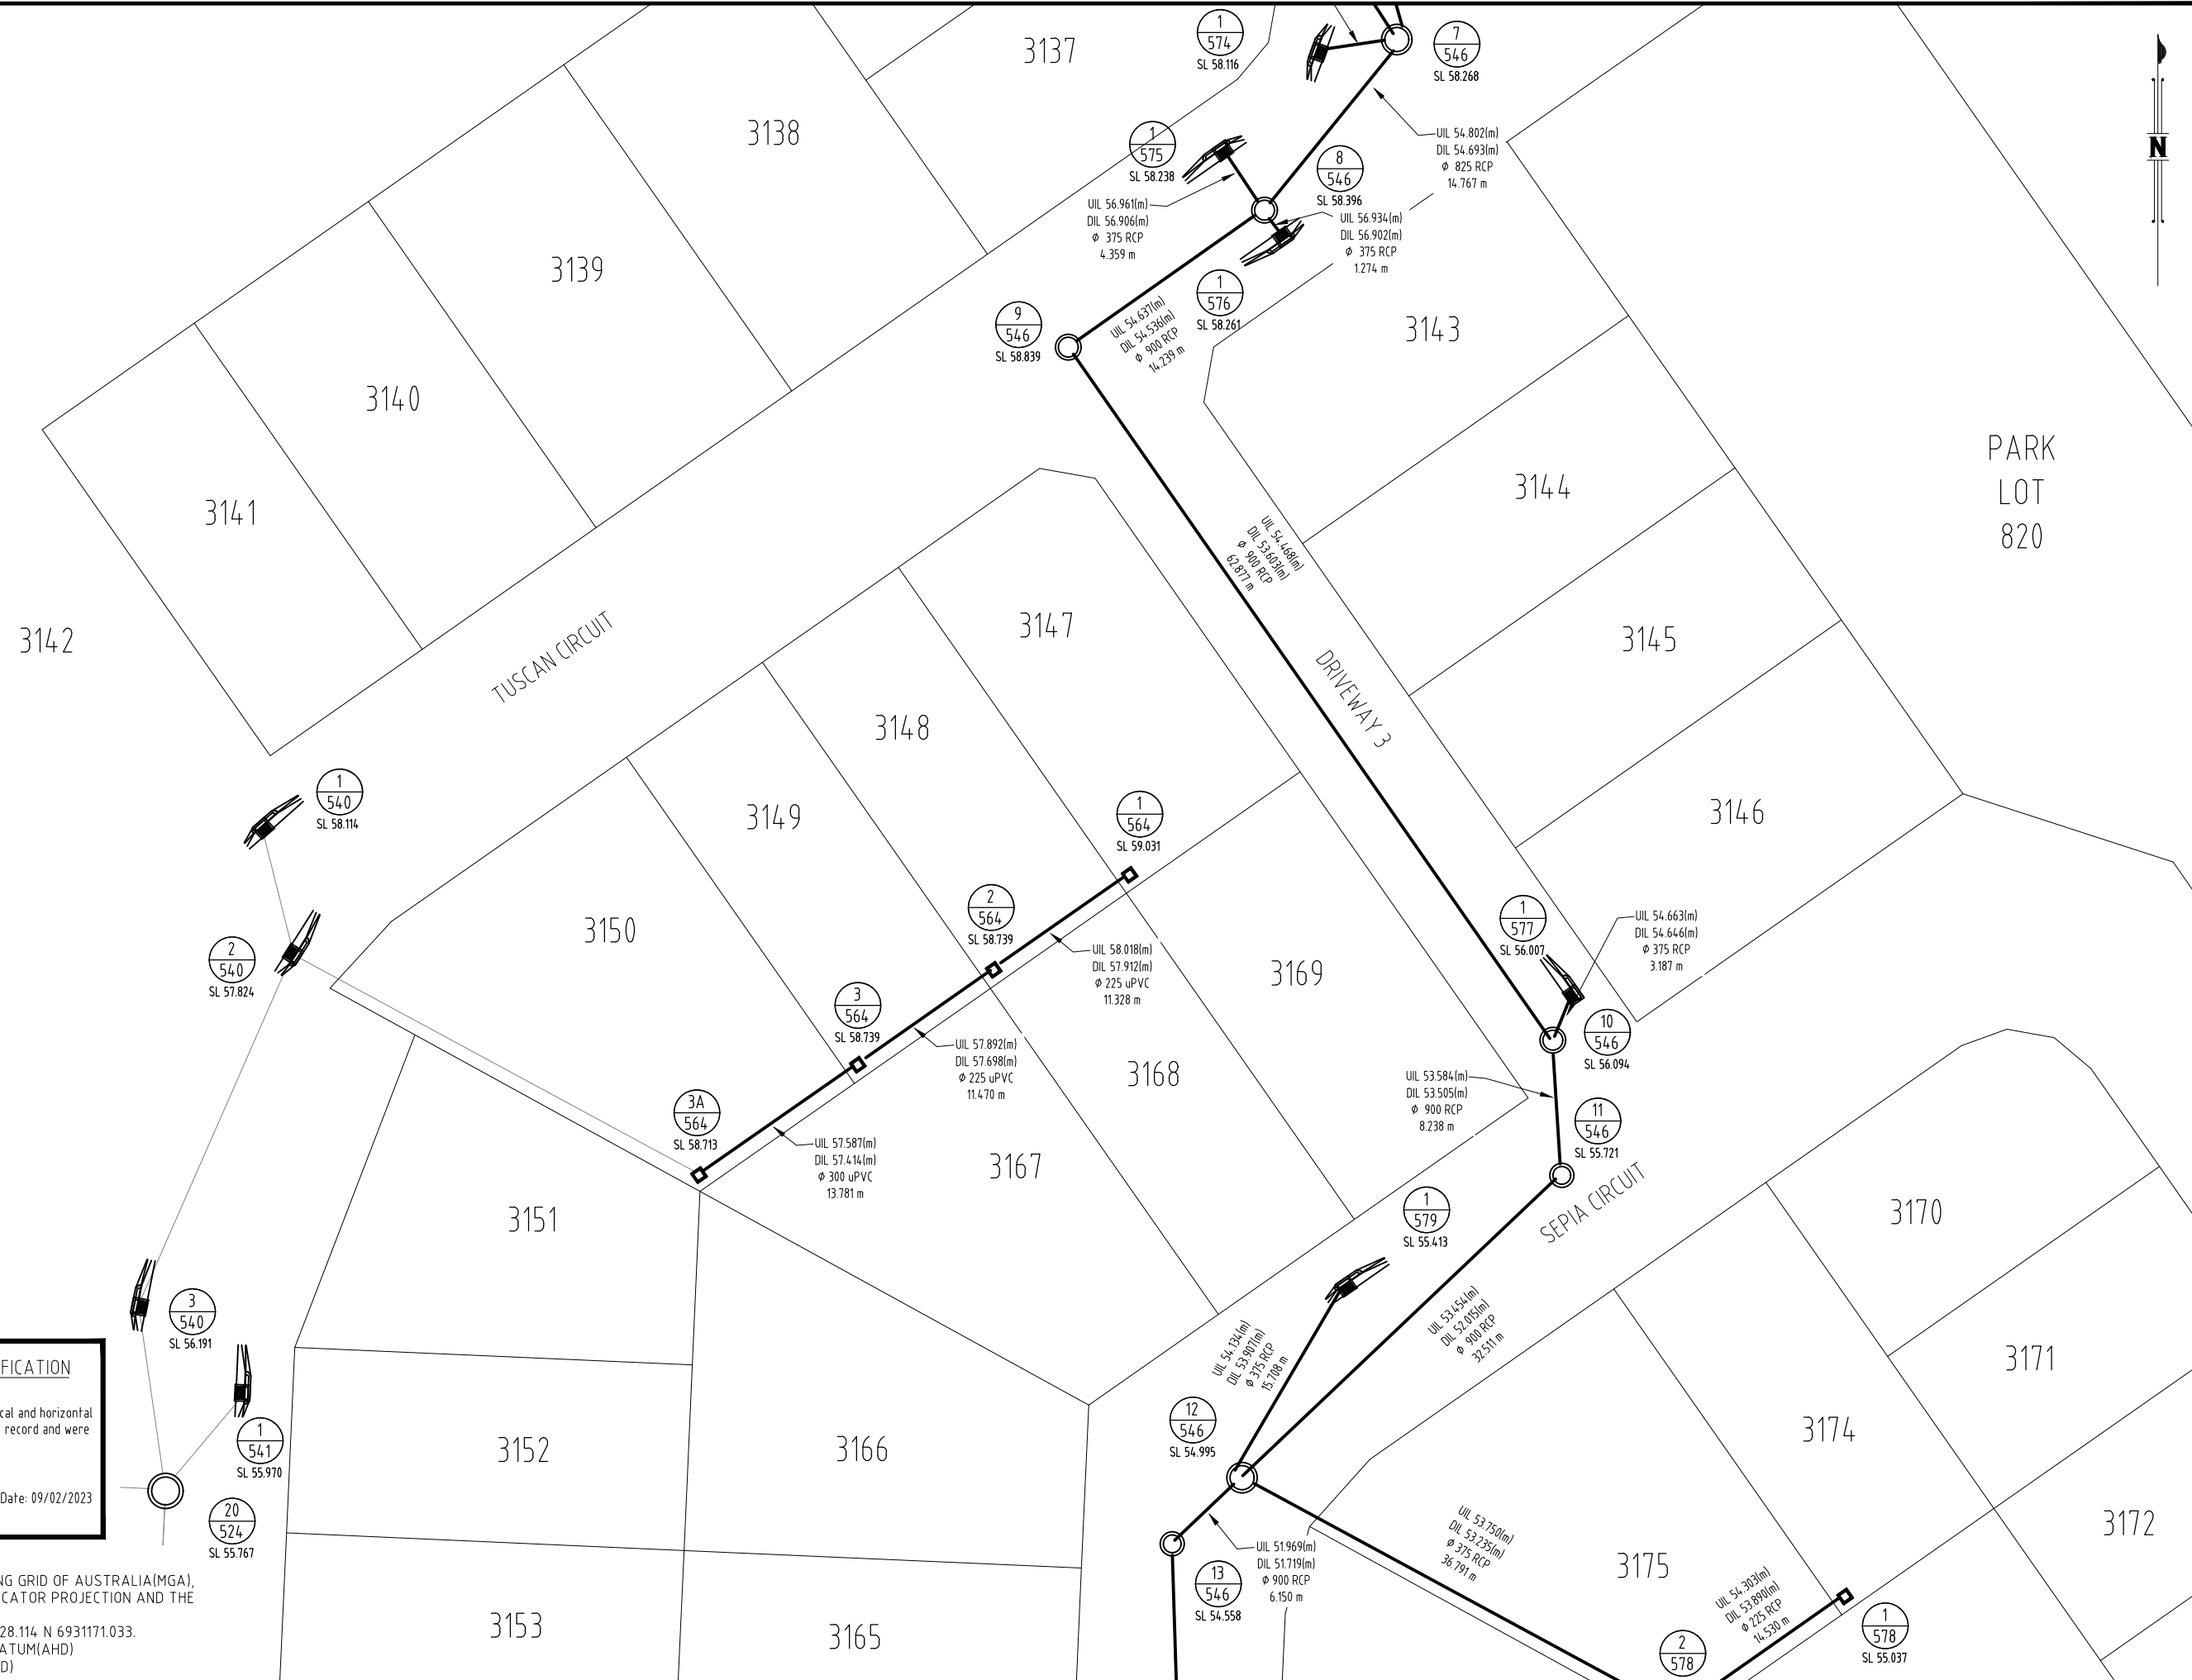 1
574
SL 58.116
7
546
SL 58.268
3137
N
3138
1
575
SL 58.238
UIL 54.802(m)
DIL 54.693(m)
ϕ 825 RCP
14.767 m
8
546
SL 58.396
UIL 56.961(m)
DIL 56.906(m)
ϕ 375 RCP
4.359 m
UIL 56.934(m)
DIL 56.902(m)
ϕ 375 RCP
1.274 m
3139
1
576
SL 58.261
9
546
SL 58.839
UIL 54.637(m)
DIL 54.536(m)
ϕ 900 RCP
14.239 m
3143
3140
PARK
LOT
820
3141
3144
UIL 54.468(m)
DIL 53.603(m)
ϕ 900 RCP
62.877 m
3142
TUSCAN CIRCUIT
3147
3145
DRIVEWAY 3
3148
1
540
SL 58.114
3149
1
564
SL 59.031
3146
2
564
SL 58.739
3150
1
577
SL 56.007
UIL 54.663(m)
DIL 54.646(m)
ϕ 375 RCP
3.187 m
2
540
SL 57.824
UIL 58.018(m)
DIL 57.912(m)
ϕ 225 uPVC
11.328 m
3169
3
564
SL 58.739
10
546
SL 56.094
UIL 57.892(m)
DIL 57.698(m)
ϕ 225 uPVC
11.470 m
3168
UIL 53.584(m)
DIL 53.505(m)
ϕ 900 RCP
8.238 m
3A
564
SL 58.713
11
546
SL 55.721
UIL 57.587(m)
DIL 57.414(m)
ϕ 300 uPVC
13.781 m
3167
3151
1
579
SL 55.413
SEPIA CIRCUIT
3170
3
540
SL 56.191
UIL 54.134(m)
DIL 53.907(m)
ϕ 375 RCP
15.708 m
UIL 53.454(m)
DIL 52.015(m)
ϕ 900 RCP
32.511 m
3171
FICATION
cal and horizontal
record and were
Date: 09/02/2023
1
541
SL 55.970
3152
3166
12
546
SL 54.995
3174
20
524
SL 55.767
UIL 53.750(m)
DIL 53.235(m)
ϕ 375 RCP
36.791 m
3172
UIL 51.969(m)
DIL 51.719(m)
ϕ 900 RCP
6.150 m
13
546
SL 54.558
3175
UIL 54.303(m)
DIL 53.890(m)
ϕ 225 RCP
14.530 m
NG GRID OF AUSTRALIA(MGA),
CATOR PROJECTION AND THE
28.114 N 6931171.033.
ATUM(AHD)
D)
3153
3165
2
578
1
578
SL 55.037